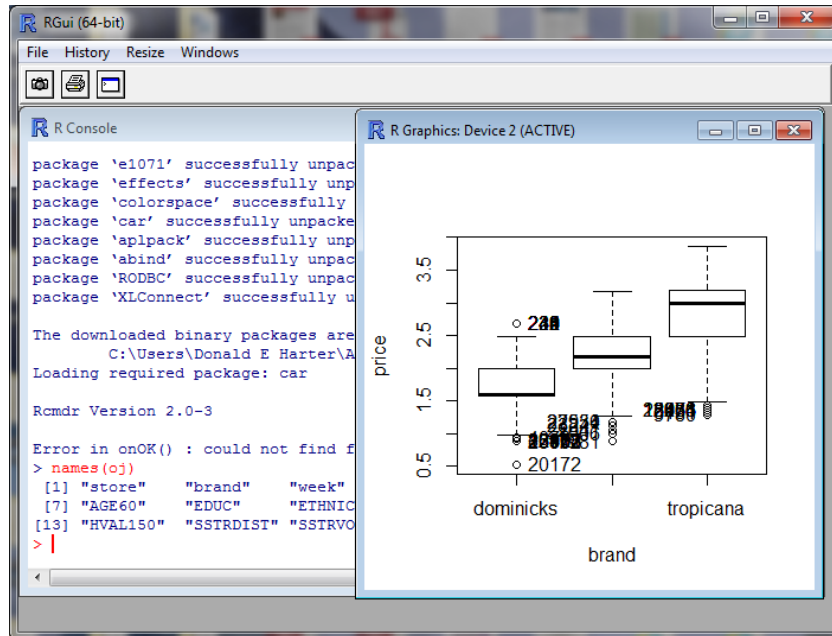 RGui (64-bit)
File History Resize Windows
R Console
package ‘e1071’ successfully unpac
package ‘effects’ successfully unp
package ‘colorspace’ successfully
package ‘car’ successfully unpacke
package ‘aplpack’ successfully unp
package ‘abind’ successfully unpac
package ‘RODBC’ successfully unpac
package ‘XLConnect’ successfully u
The downloaded binary packages are
C:\Users\Donald E Harter\A
Loading required package: car
Rcmdr Version 2.0-3
Error in onOK() : could not find f
> names(oj)
[1] "store" "brand" "week"
[7] "AGE60" "EDUC" "ETHNIC
[13] "HVAL150" "SSTRDIST" "SSTRVO
>
R Graphics: Device 2 (ACTIVE)
price
3.5
2.5
1.5
0.5
20172
dominicks tropicana
brand